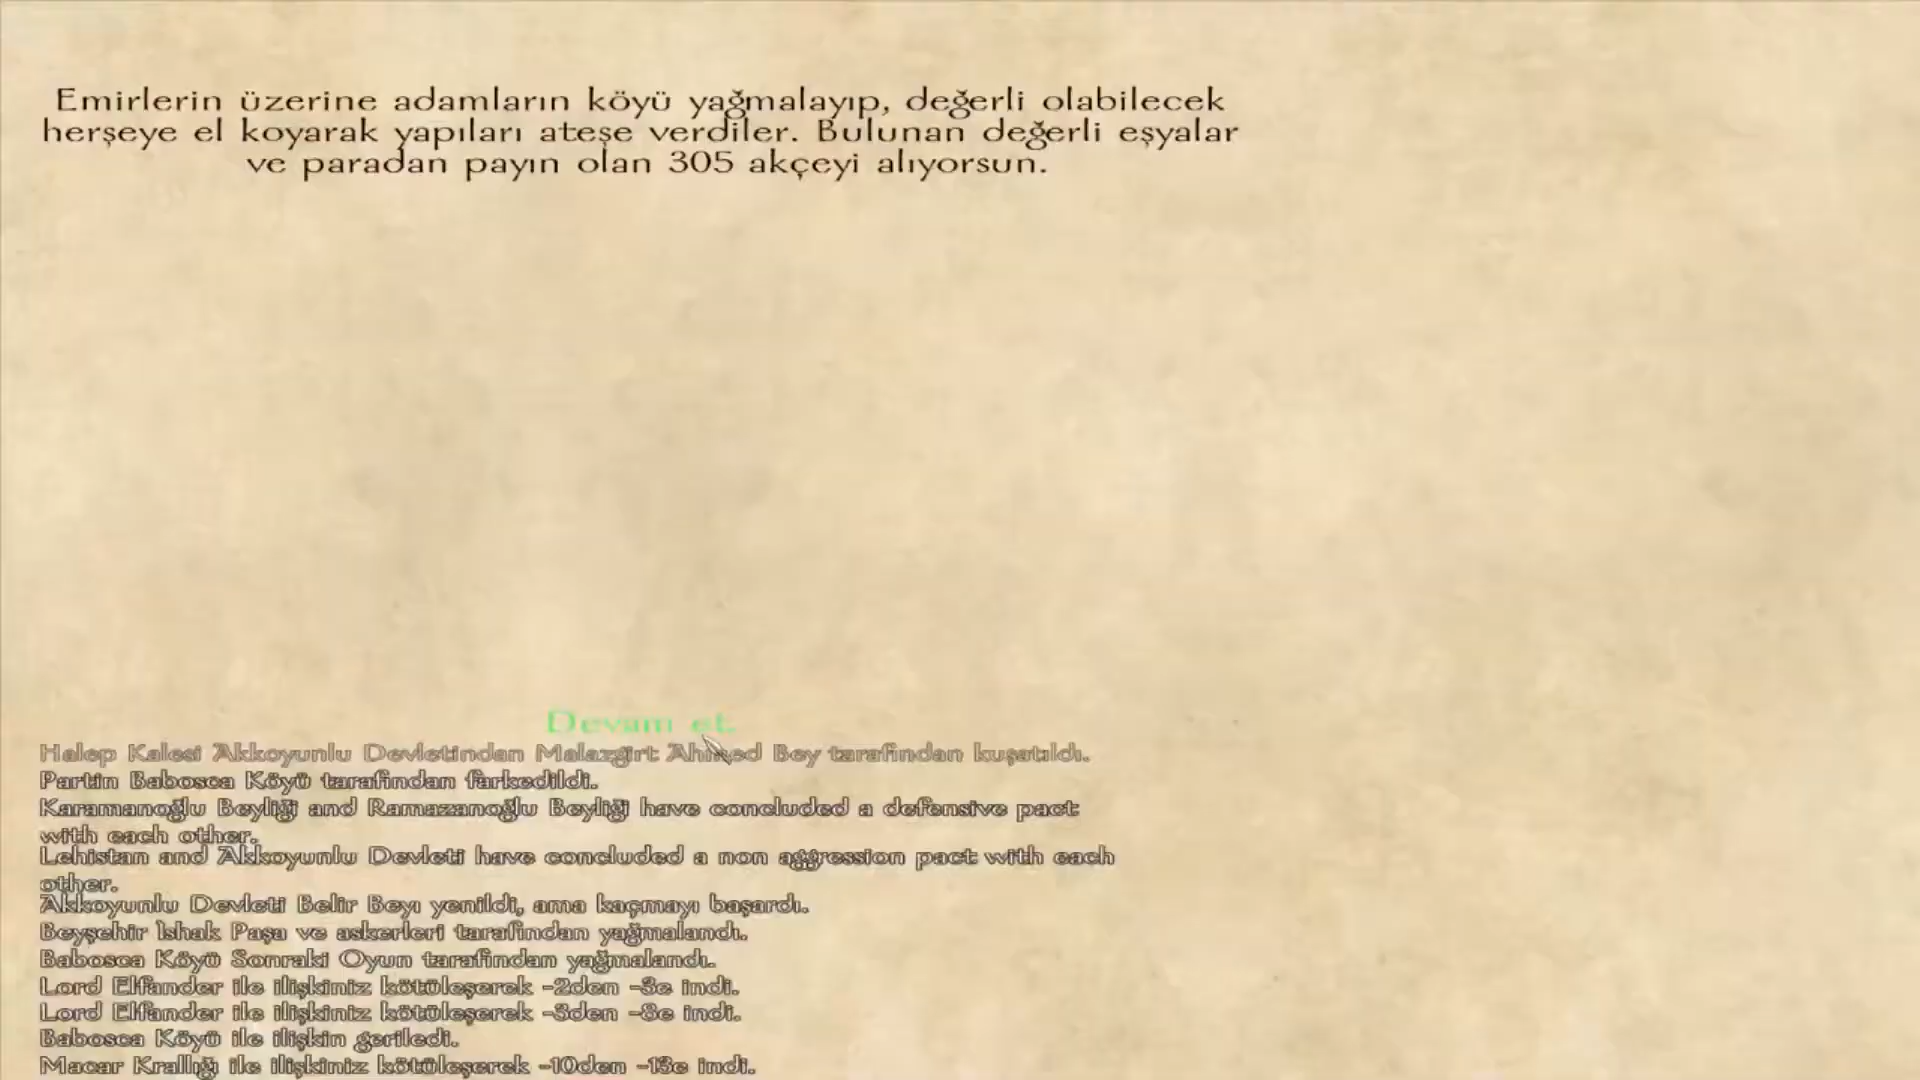 Emirlerin üzerine adamların köyü yağmalayıp, değerli olabilecek
herşeye el koyarak yapıları ateşe verdiler. Bulunan değerli eşyalar
ve paradan payın olan 305 akçeyi alıyorsun.
Devam et.
Halep Kalesi Akkoyunlu Devletindan Malazgirt Ahmed Bey tarafından kuşatıldı.
Partin Babosca Köyü tarafından farkedildi.
Karamanoğlu Beyliği and Ramazanoğlu Beyliği have concluded a defensive pact
with each other.
Lehistan and Akkoyunlu Devleti have concluded a non aggression pact with each
other.
Akkoyunlu Devleti Belir Beyı yenildi, ama kaçmayı başardı.
Beyşehir İshak Paşa ve askerleri tarafından yağmalandı.
Babosca Köyü Sonraki Oyun tarafından yağmalandı.
Lord Elfander ile ilişkiniz kötüleşerek -2den -3e indi.
Lord Elfander ile ilişkiniz kötüleşerek -3den -8e indi.
Babosca Köyü ile ilişkin geriledi.
Macar Krallığı ile ilişkiniz kötüleşerek -10den -13e indi.